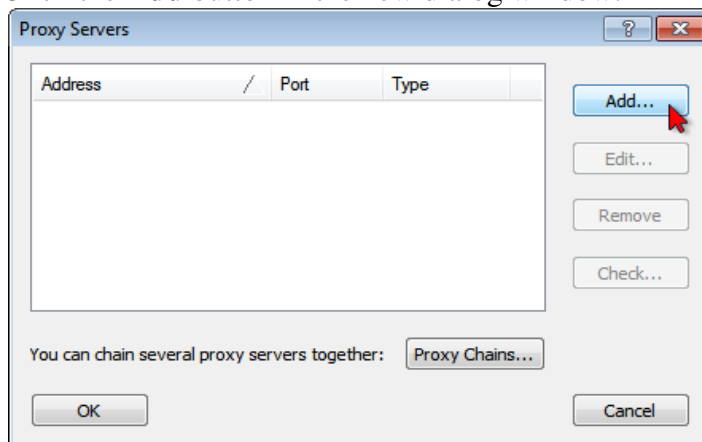 Proxy Servers
Address Port Type
Add...
Edit...
Remove
Check...
You can chain several proxy servers together: Proxy Chains...
OK Cancel